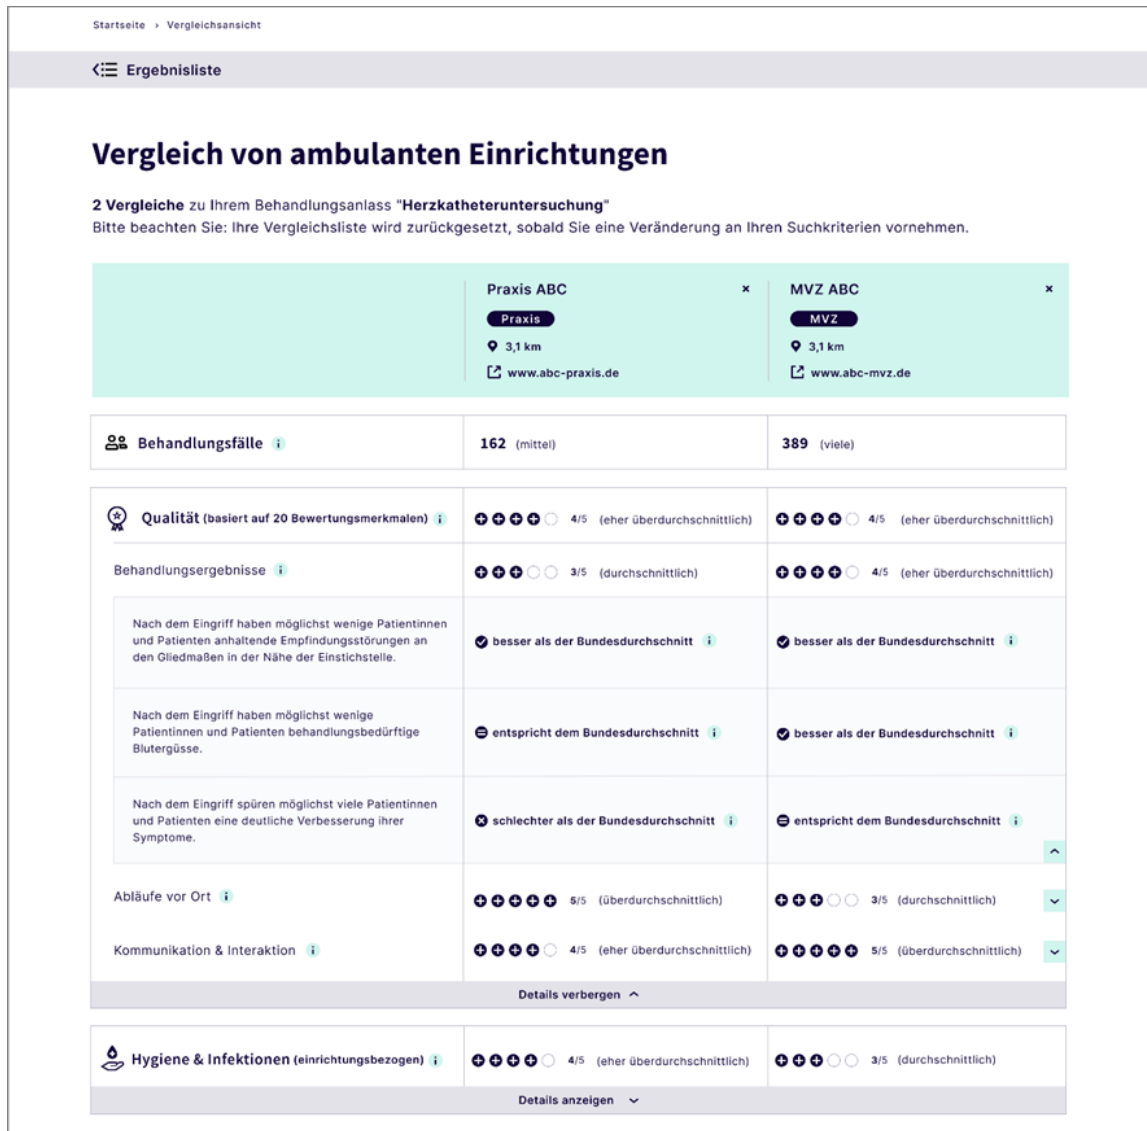 Startseite › Vergleichsansicht
Ergebnisliste
Vergleich von ambulanten Einrichtungen
2 Vergleiche zu Ihrem Behandlungsanlass "Herzkatheteruntersuchung"
Bitte beachten Sie: Ihre Vergleichsliste wird zurückgesetzt, sobald Sie eine Veränderung an Ihren Suchkriterien vornehmen.
Praxis ABC
Praxis
3,1 km
www.abc-praxis.de
MVZ ABC
MVZ
3,1 km
www.abc-mvz.de
Behandlungsfälle i
162 (mittel)
389 (viele)
Qualität (basiert auf 20 Bewertungsmerkmalen) i
4/5 (eher überdurchschnittlich)
4/5 (eher überdurchschnittlich)
Behandlungsergebnisse i
3/5 (durchschnittlich)
4/5 (eher überdurchschnittlich)
Nach dem Eingriff haben möglichst wenige Patientinnen
und Patienten anhaltende Empfindungsstörungen an
den Gliedmaßen in der Nähe der Einstichstelle.
besser als der Bundesdurchschnitt i
besser als der Bundesdurchschnitt i
Nach dem Eingriff haben möglichst wenige
Patientinnen und Patienten behandlungsbedürftige
Blutergüsse.
entspricht dem Bundesdurchschnitt i
besser als der Bundesdurchschnitt i
Nach dem Eingriff spüren möglichst viele Patientinnen
und Patienten eine deutliche Verbesserung ihrer
Symptome.
schlechter als der Bundesdurchschnitt i
entspricht dem Bundesdurchschnitt i
Abläufe vor Ort i
5/5 (überdurchschnittlich)
3/5 (durchschnittlich)
Kommunikation & Interaktion i
4/5 (eher überdurchschnittlich)
5/5 (überdurchschnittlich)
Details verbergen
Hygiene & Infektionen (einrichtungsbezogen) i
4/5 (eher überdurchschnittlich)
3/5 (durchschnittlich)
Details anzeigen